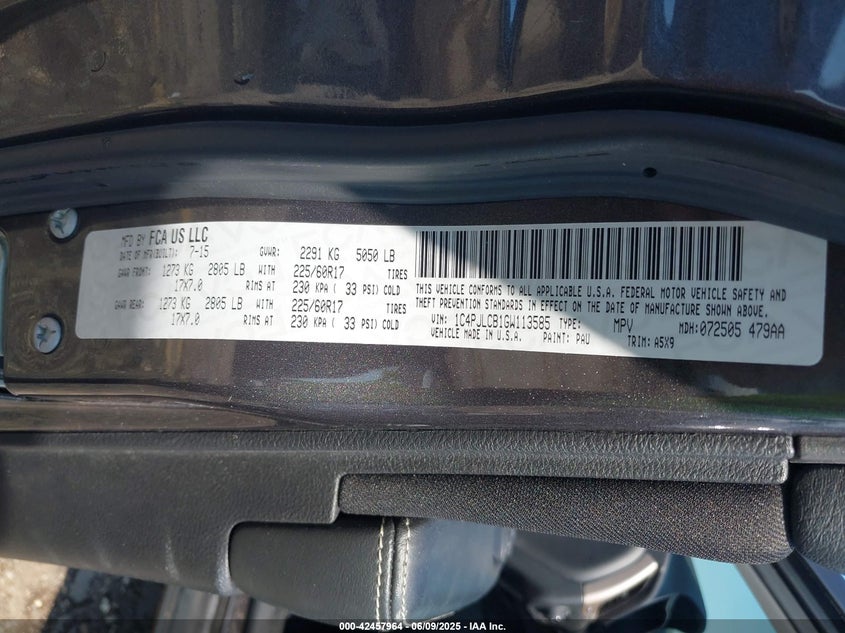 MFD BY FCA US LLC
DATE OF MFR(BUILT): 7-15 GVWR: 2291 KG 5050 LB
GAWR FRONT: 1273 KG 2805 LB WITH 225/60R17 TIRES
17X7.0 RIMS AT 230 KPA ( 33 PSI) COLD
GAWR REAR: 1273 KG 2805 LB WITH 225/60R17 TIRES
17X7.0 RIMS AT 230 KPA ( 33 PSI) COLD
THIS VEHICLE CONFORMS TO ALL APPLICABLE U.S.A. FEDERAL MOTOR VEHICLE SAFETY AND
THEFT PREVENTION STANDARDS IN EFFECT ON THE DATE OF MANUFACTURE SHOWN ABOVE.
VIN: 1C4PJLCB1GW113585 TYPE: MPV MDH: 072505 479AA
VEHICLE MADE IN U.S.A. PAINT: PAU TRIM: A5X9
000-42457964 - 06/09/2025 - IAA Inc.